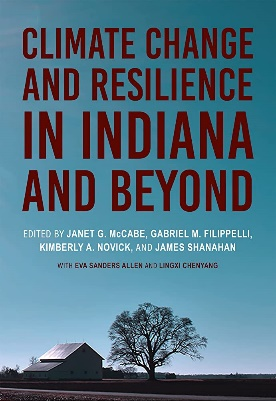 CLIMATE CHANGE
AND RESILIENCE
IN INDIANA
AND BEYOND
EDITED BY JANET G. McCABE, GABRIEL M. FILIPPELLI,
KIMBERLY A. NOVICK, AND JAMES SHANAHAN
WITH EVA SANDERS ALLEN AND LINGXI CHENYANG